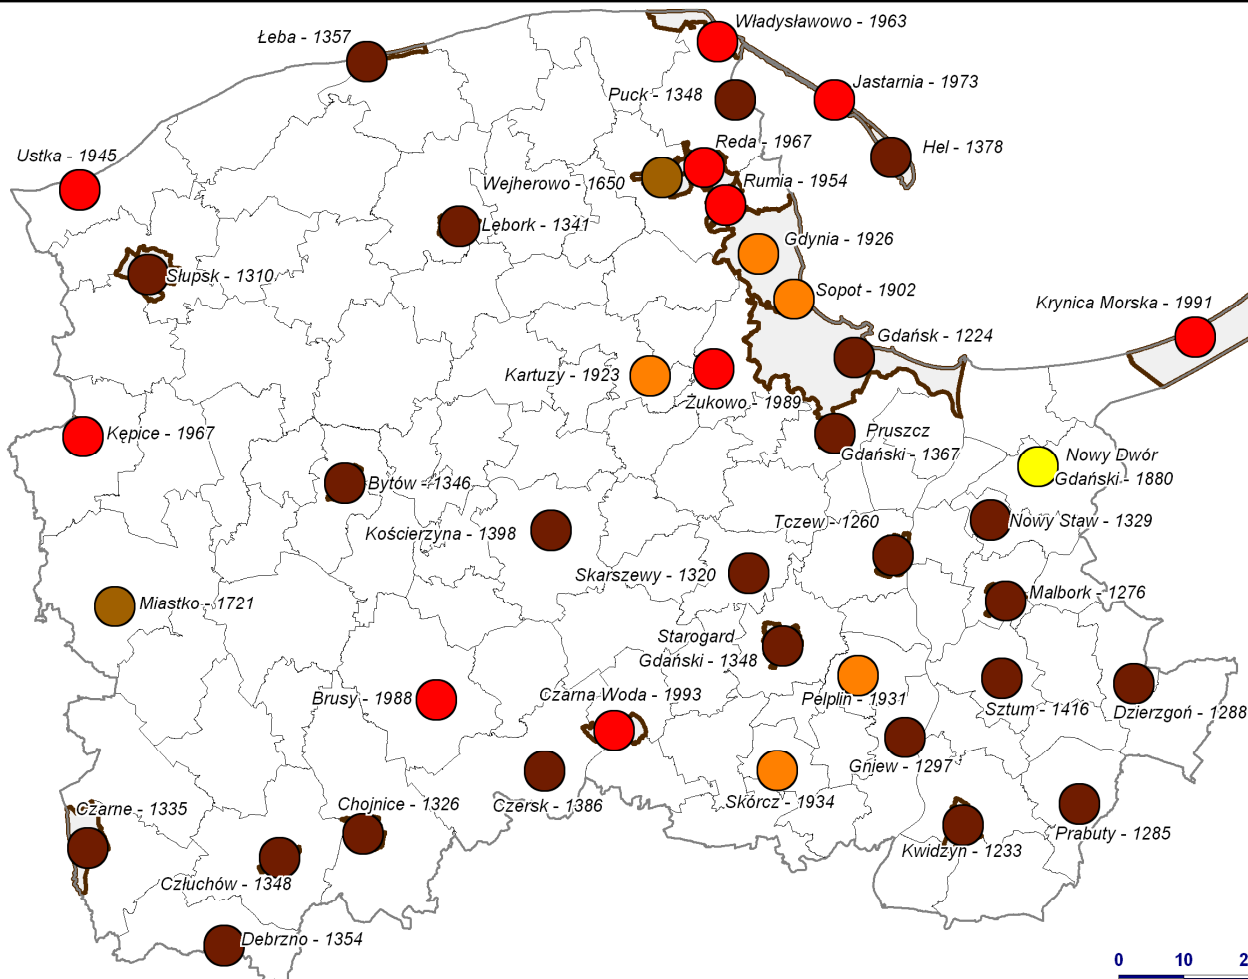 Władysławowo - 1963
Łeba - 1357
Jastarnia - 1973
Puck - 1348
Reda - 1967
Hel - 1378
Ustka - 1945
Wejherowo - 1650
Rumia - 1954
Lębork - 1341
Gdynia - 1926
Słupsk - 1310
Sopot - 1902
Krynica Morska - 1991
Gdańsk - 1224
Kartuzy - 1923
Żukowo - 1989
Kępice - 1967
Pruszcz
Gdański - 1367
Nowy Dwór
Gdański - 1880
Bytów - 1346
Tczew - 1260
Nowy Staw - 1329
Kościerzyna - 1398
Skarszewy - 1320
Malbork - 1276
Miastko - 1721
Starogard
Gdański - 1348
Brusy - 1988
Czarna Woda - 1993
Pelplin - 1931
Sztum - 1416
Dzierzgoń - 1288
Gniew - 1297
Czersk - 1386
Skórcz - 1934
Czarne - 1335
Chojnice - 1326
Prabuty - 1285
Kwidzyn - 1233
Człuchów - 1348
Debrzno - 1354
0 10 2